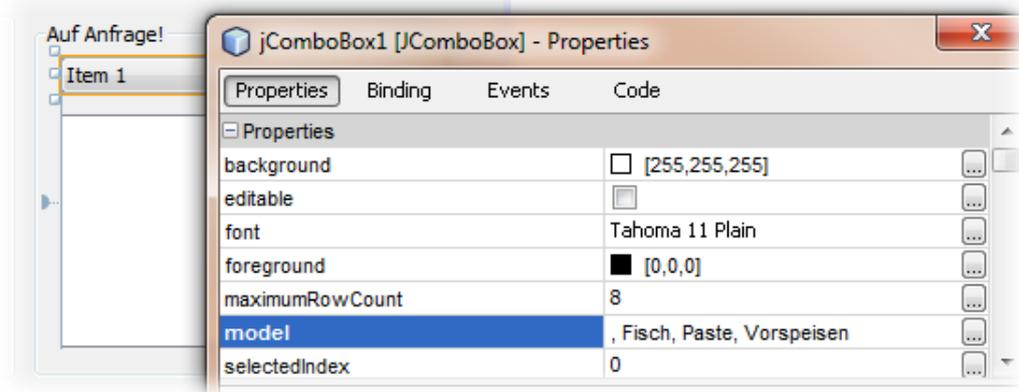 Auf Anfrage!
Item 1
jComboBox1 [JComboBox] - Properties
Properties Binding Events Code
Properties
background [255,255,255] ...
editable ...
font Tahoma 11 Plain ...
foreground [0,0,0] ...
maximumRowCount 8 ...
model , Fisch, Paste, Vorspeisen ...
selectedIndex 0 ...